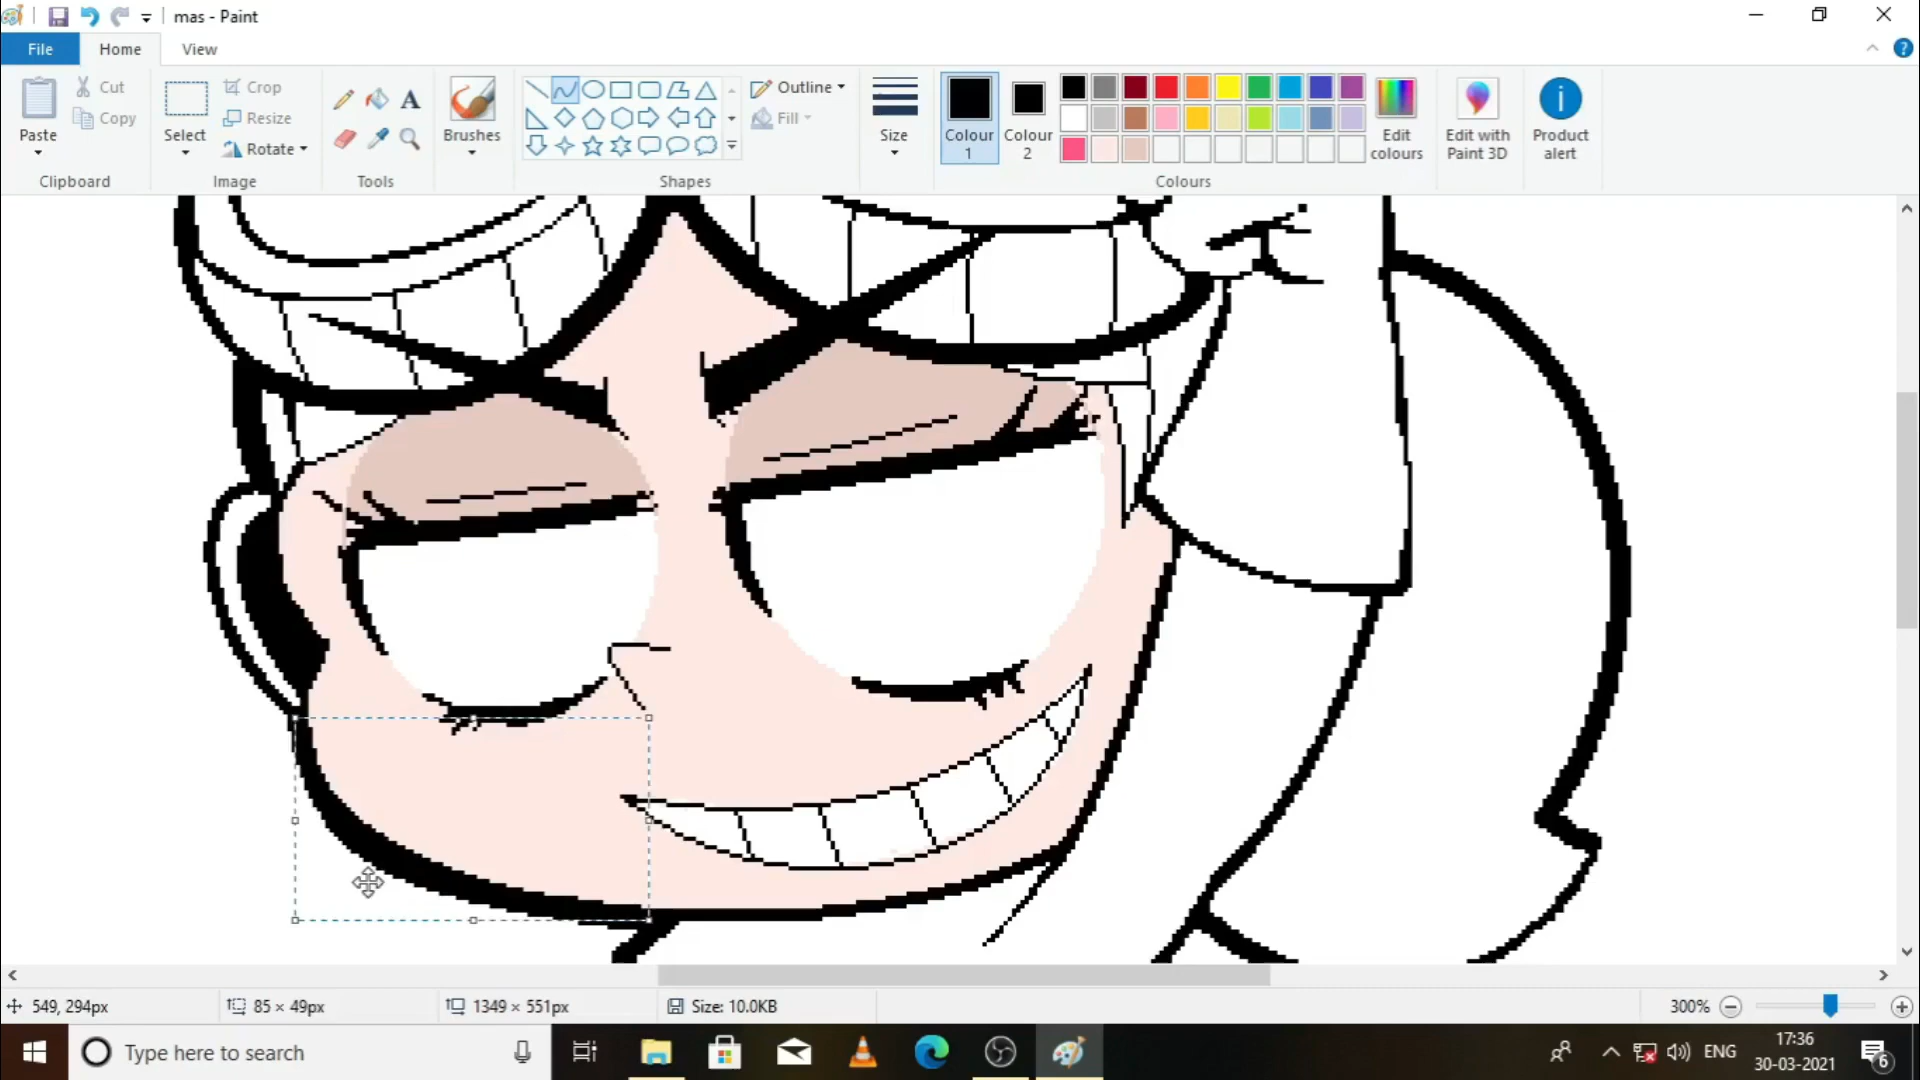 mas - Paint
File Home View
Paste
Cut
Copy
Clipboard
Select
Crop
Resize
Rotate
Image
A
Tools
Brushes
Outline
Fill
Shapes
Size
Colour 1
Colour 2
Edit colours
Colours
Edit with Paint 3D
Product alert
549, 294px
85 × 49px
1349 × 551px
Size: 10.0KB
300%
Type here to search
ENG
17:36
30-03-2021
6